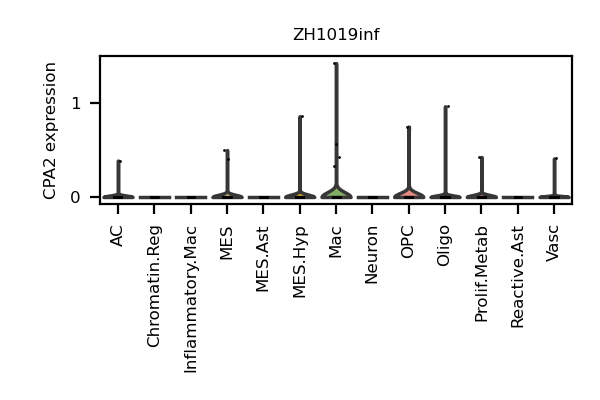 ZH1019inf
CPA2 expression
1
0
AC
Chromatin.Reg
Inflammatory.Mac
MES
MES.Ast
MES.Hyp
Mac
Neuron
OPC
Oligo
Prolif.Metab
Reactive.Ast
Vasc